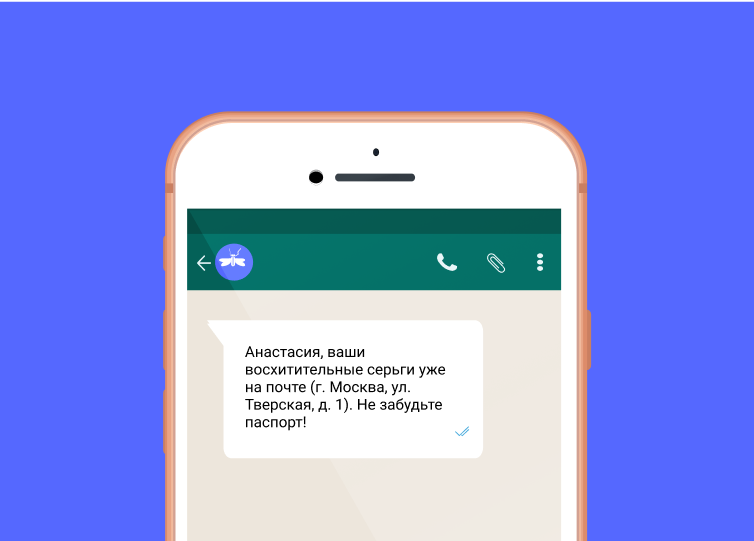 Анастасия, ваши
восхитительные серьги уже
на почте (г. Москва, ул.
Тверская, д. 1). Не забудьте
паспорт!